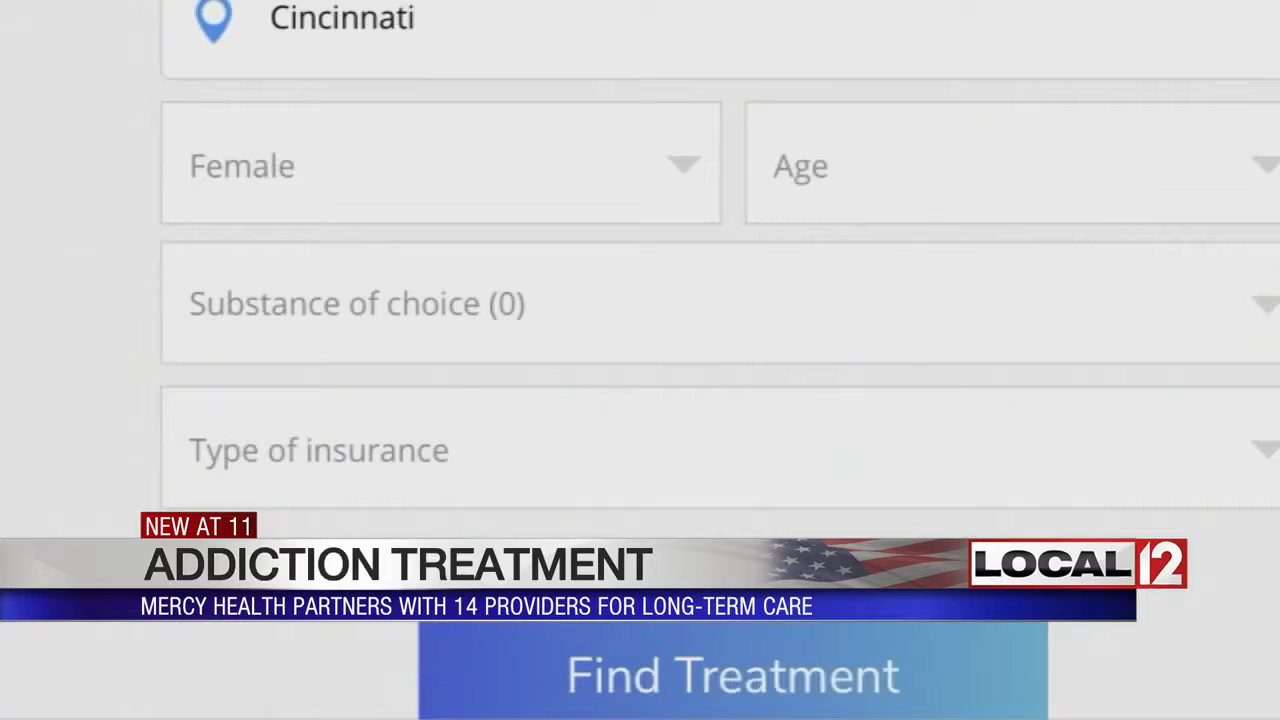 Cincinnati
Female
Age
Substance of choice (0)
Type of insurance
NEW AT 11
ADDICTION TREATMENT
LOCAL 12
MERCY HEALTH PARTNERS WITH 14 PROVIDERS FOR LONG-TERM CARE
Find Treatment